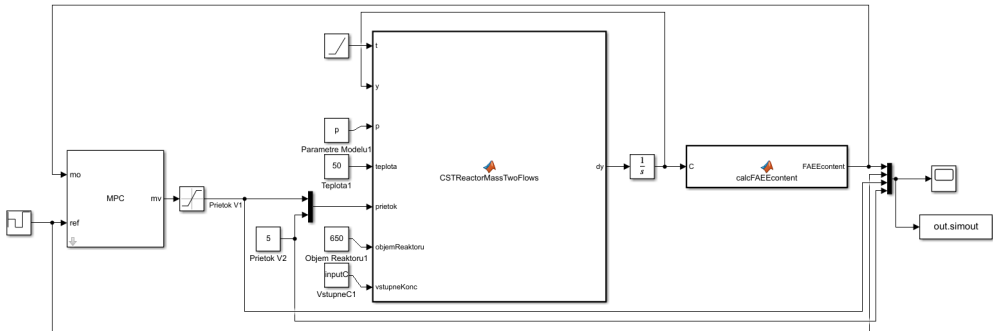 MPC
mo
mv
ref
Prietok V1
5
Prietok V2
p
Parametre Modelu1
50
Teplota1
650
Objem Reaktoru1
inputC
VstupneC1
t
y
p
teplota
prietok
objemReaktoru
vstupneKonc
CSTReactorMassTwoFlows
dy
1
s
C
calcFAEEcontent
FAEEcontent
out.simout